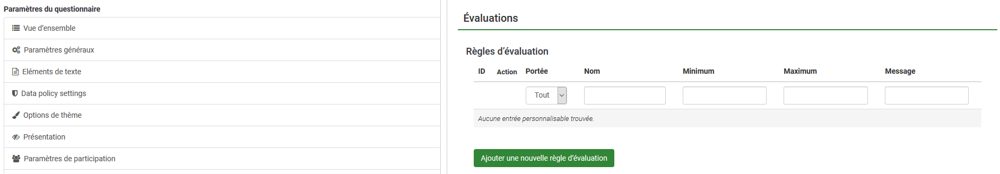 Paramètres du questionnaire
Vue d’ensemble
Paramètres généraux
Eléments de texte
Data policy settings
Options de thème
Présentation
Paramètres de participation
Évaluations
Règles d’évaluation
ID Action Portée Nom Minimum Maximum Message
Tout
Aucune entrée personnalisable trouvée.
Ajouter une nouvelle règle d’évaluation